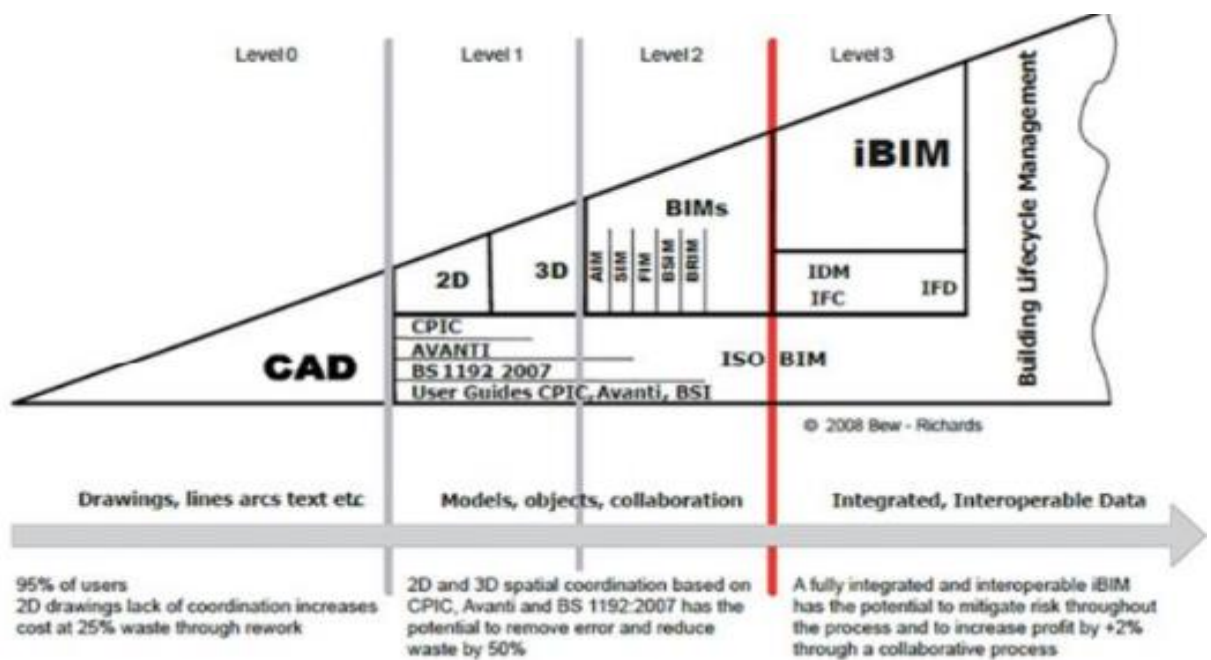 Level 0
Level 1
Level 2
Level 3
iBIM
BIMs
2D
3D
AIM
SIM
FIM
BSIM
BRIM
IDM
IFC
IFD
CPIC
AVANTI
BS 1192 2007
User Guides CPIC, Avanti, BSI
CAD
ISO BIM
Building Lifecycle Management
© 2008 Bew - Richards
Drawings, lines arcs text etc
Models, objects, collaboration
Integrated, Interoperable Data
95% of users
2D drawings lack of coordination increases
cost at 25% waste through rework
2D and 3D spatial coordination based on
CPIC, Avanti and BS 1192:2007 has the
potential to remove error and reduce
waste by 50%
A fully integrated and interoperable iBIM
has the potential to mitigate risk throughout
the process and to increase profit by +2%
through a collaborative process